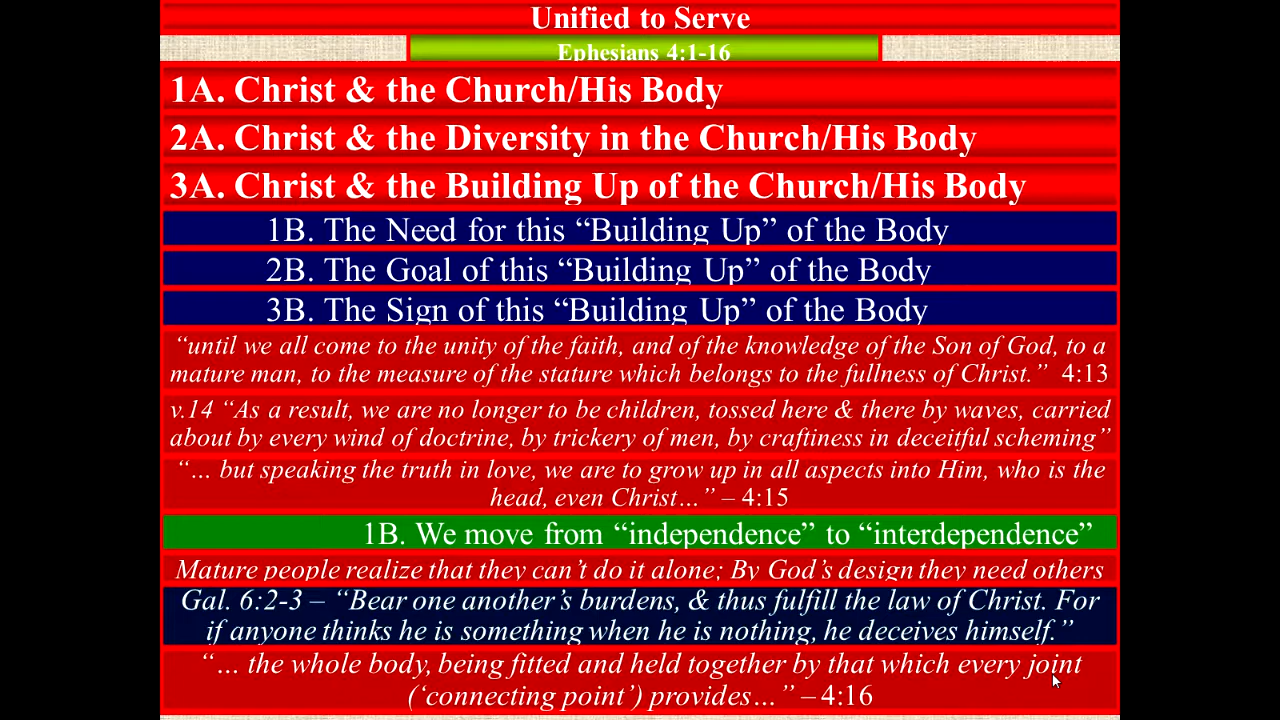 Unified to Serve
Ephesians 4:1-16
1A. Christ & the Church/His Body
2A. Christ & the Diversity in the Church/His Body
3A. Christ & the Building Up of the Church/His Body
1B. The Need for this “Building Up” of the Body
2B. The Goal of this “Building Up” of the Body
3B. The Sign of this “Building Up” of the Body
“until we all come to the unity of the faith, and of the knowledge of the Son of God, to a
mature man, to the measure of the stature which belongs to the fullness of Christ.” 4:13
v.14 “As a result, we are no longer to be children, tossed here & there by waves, carried
about by every wind of doctrine, by trickery of men, by craftiness in deceitful scheming”
“… but speaking the truth in love, we are to grow up in all aspects into Him, who is the
head, even Christ…” – 4:15
1B. We move from “independence” to “interdependence”
Mature people realize that they can’t do it alone; By God’s design they need others
Gal. 6:2-3 – “Bear one another’s burdens, & thus fulfill the law of Christ. For
if anyone thinks he is something when he is nothing, he deceives himself.”
“… the whole body, being fitted and held together by that which every joint
(‘connecting point’) provides…” – 4:16